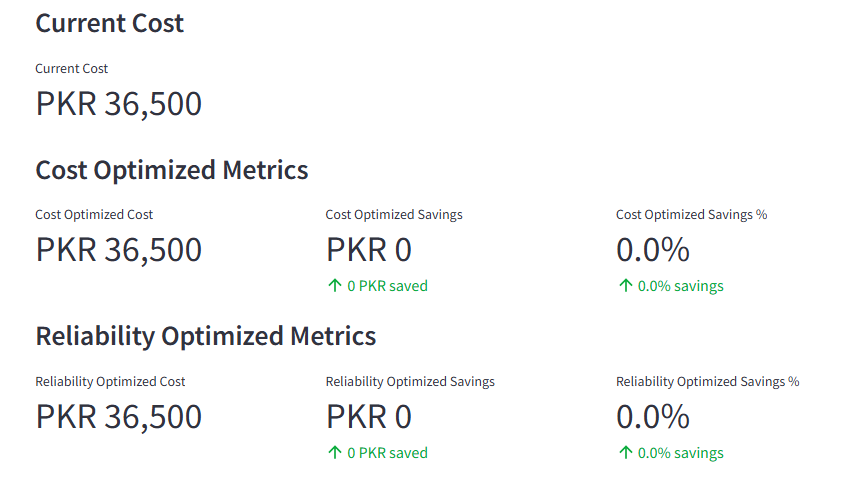 Current Cost
Current Cost
PKR 36,500
Cost Optimized Metrics
Cost Optimized Cost
PKR 36,500
Cost Optimized Savings
PKR 0
↑ 0 PKR saved
Cost Optimized Savings %
0.0%
↑ 0.0% savings
Reliability Optimized Metrics
Reliability Optimized Cost
PKR 36,500
Reliability Optimized Savings
PKR 0
↑ 0 PKR saved
Reliability Optimized Savings %
0.0%
↑ 0.0% savings